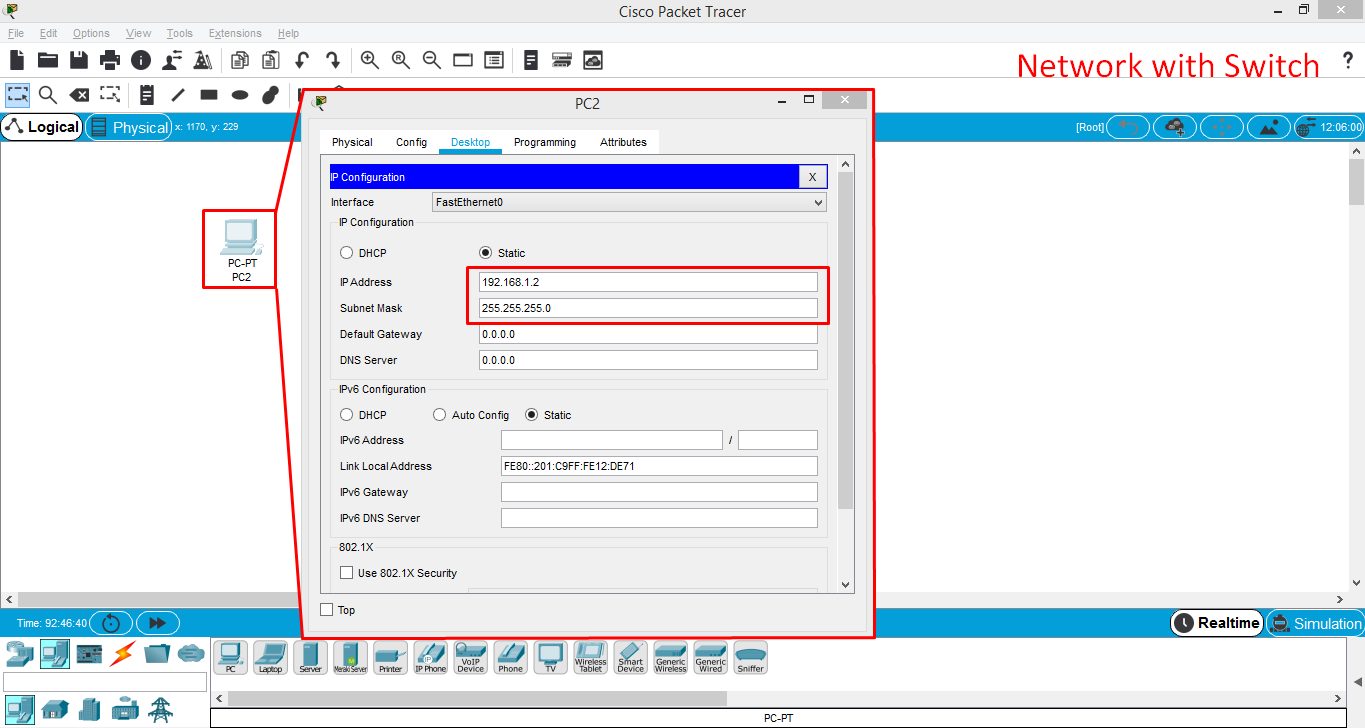 Cisco Packet Tracer
File Edit Options View Tools Extensions Help
Network with Switch
?
Logical
Physical
x: 1170, y: 229
[Root]
12:06:00
PC-PT
PC2
PC2
Physical Config Desktop Programming Attributes
IP Configuration
X
Interface
FastEthernet0
IP Configuration
DHCP
Static
IP Address
192.168.1.2
Subnet Mask
255.255.255.0
Default Gateway
0.0.0.0
DNS Server
0.0.0.0
IPv6 Configuration
DHCP
Auto Config
Static
IPv6 Address
/
Link Local Address
FE80::201:C9FF:FE12:DE71
IPv6 Gateway
IPv6 DNS Server
802.1X
Use 802.1X Security
Top
Time: 92:46:40
Realtime
Simulation
PC
Laptop
Server
Meraki Server
Printer
IP Phone
VoIP Device
Phone
TV
Wireless Tablet
Smart Device
Generic Wireless
Generic Wired
Sniffer
PC-PT